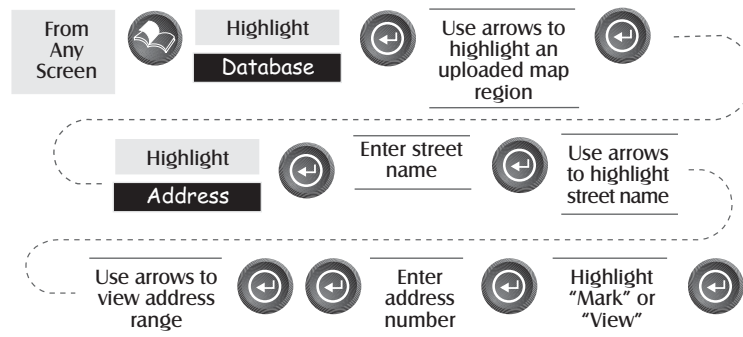 From
Any
Screen
Highlight
Database
Use arrows to
highlight an
uploaded map
region
Highlight
Address
Enter street
name
Use arrows
to highlight
street name
Use arrows to
view address
range
Enter
address
number
Highlight
“Mark” or
“View”